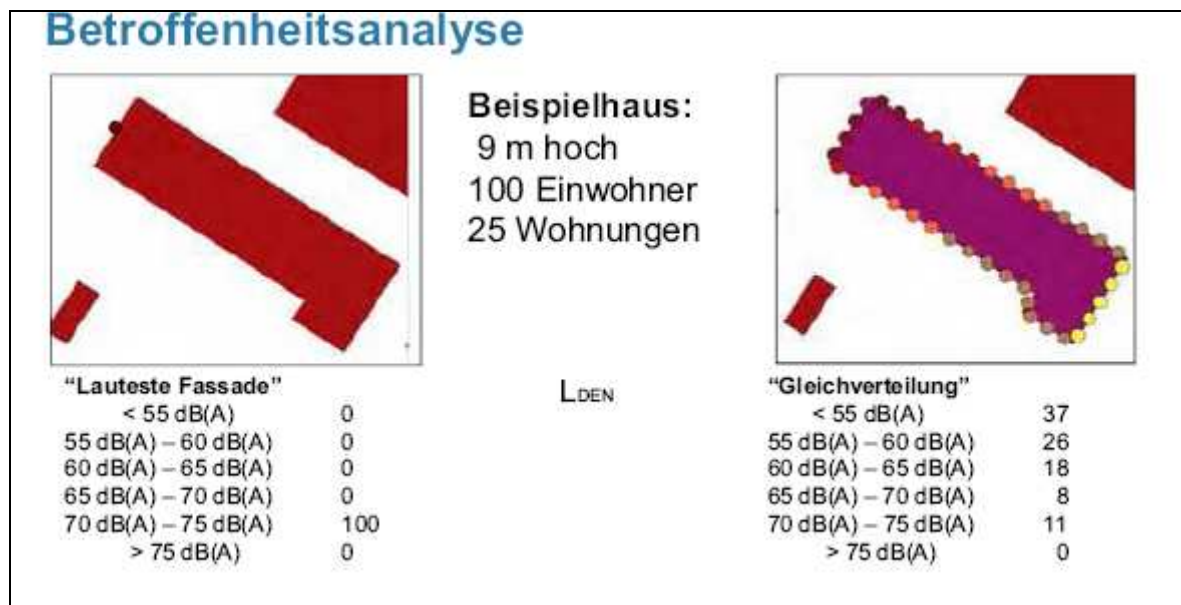 Betroffenheitsanalyse
Beispielhaus:
9 m hoch
100 Einwohner
25 Wohnungen
"Lauteste Fassade"
< 55 dB(A) 0
55 dB(A) – 60 dB(A) 0
60 dB(A) – 65 dB(A) 0
65 dB(A) – 70 dB(A) 0
70 dB(A) – 75 dB(A) 100
> 75 dB(A) 0
LDEN
"Gleichverteilung"
< 55 dB(A) 37
55 dB(A) – 60 dB(A) 26
60 dB(A) – 65 dB(A) 18
65 dB(A) – 70 dB(A) 8
70 dB(A) – 75 dB(A) 11
> 75 dB(A) 0